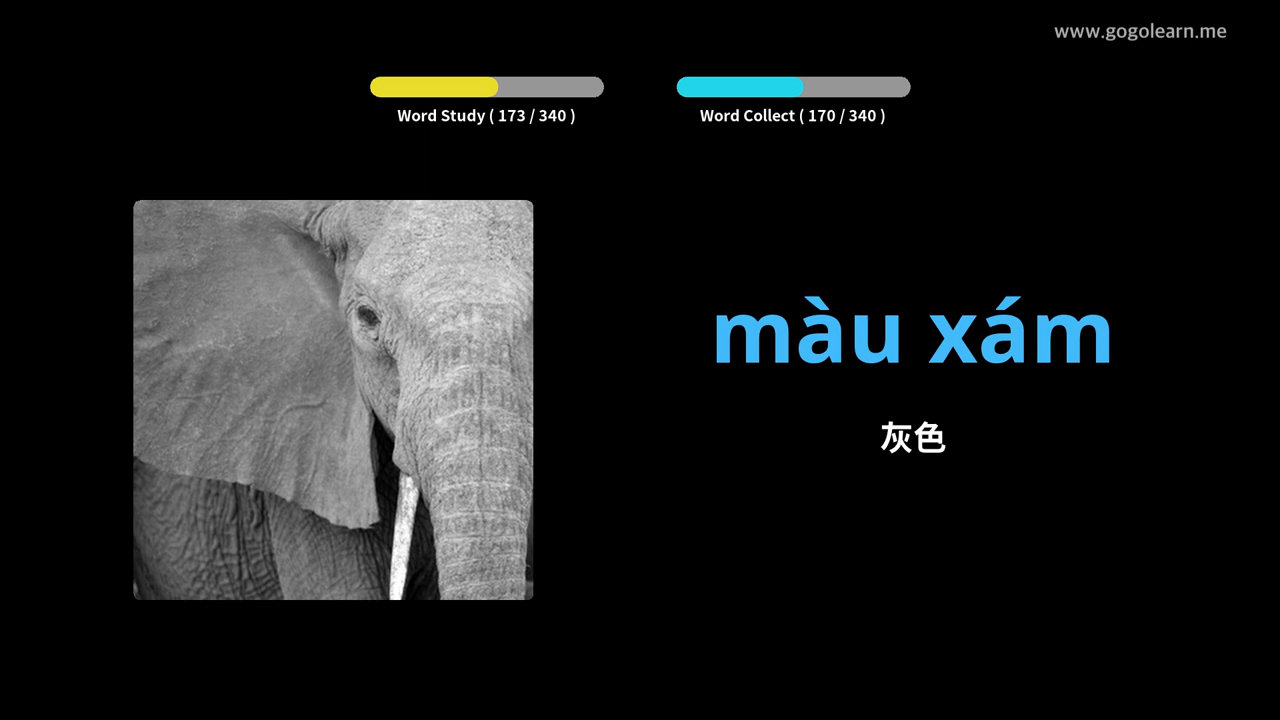 www.gogolearn.me
Word Study ( 173 / 340 )
Word Collect ( 170 / 340 )
màu xám
灰色